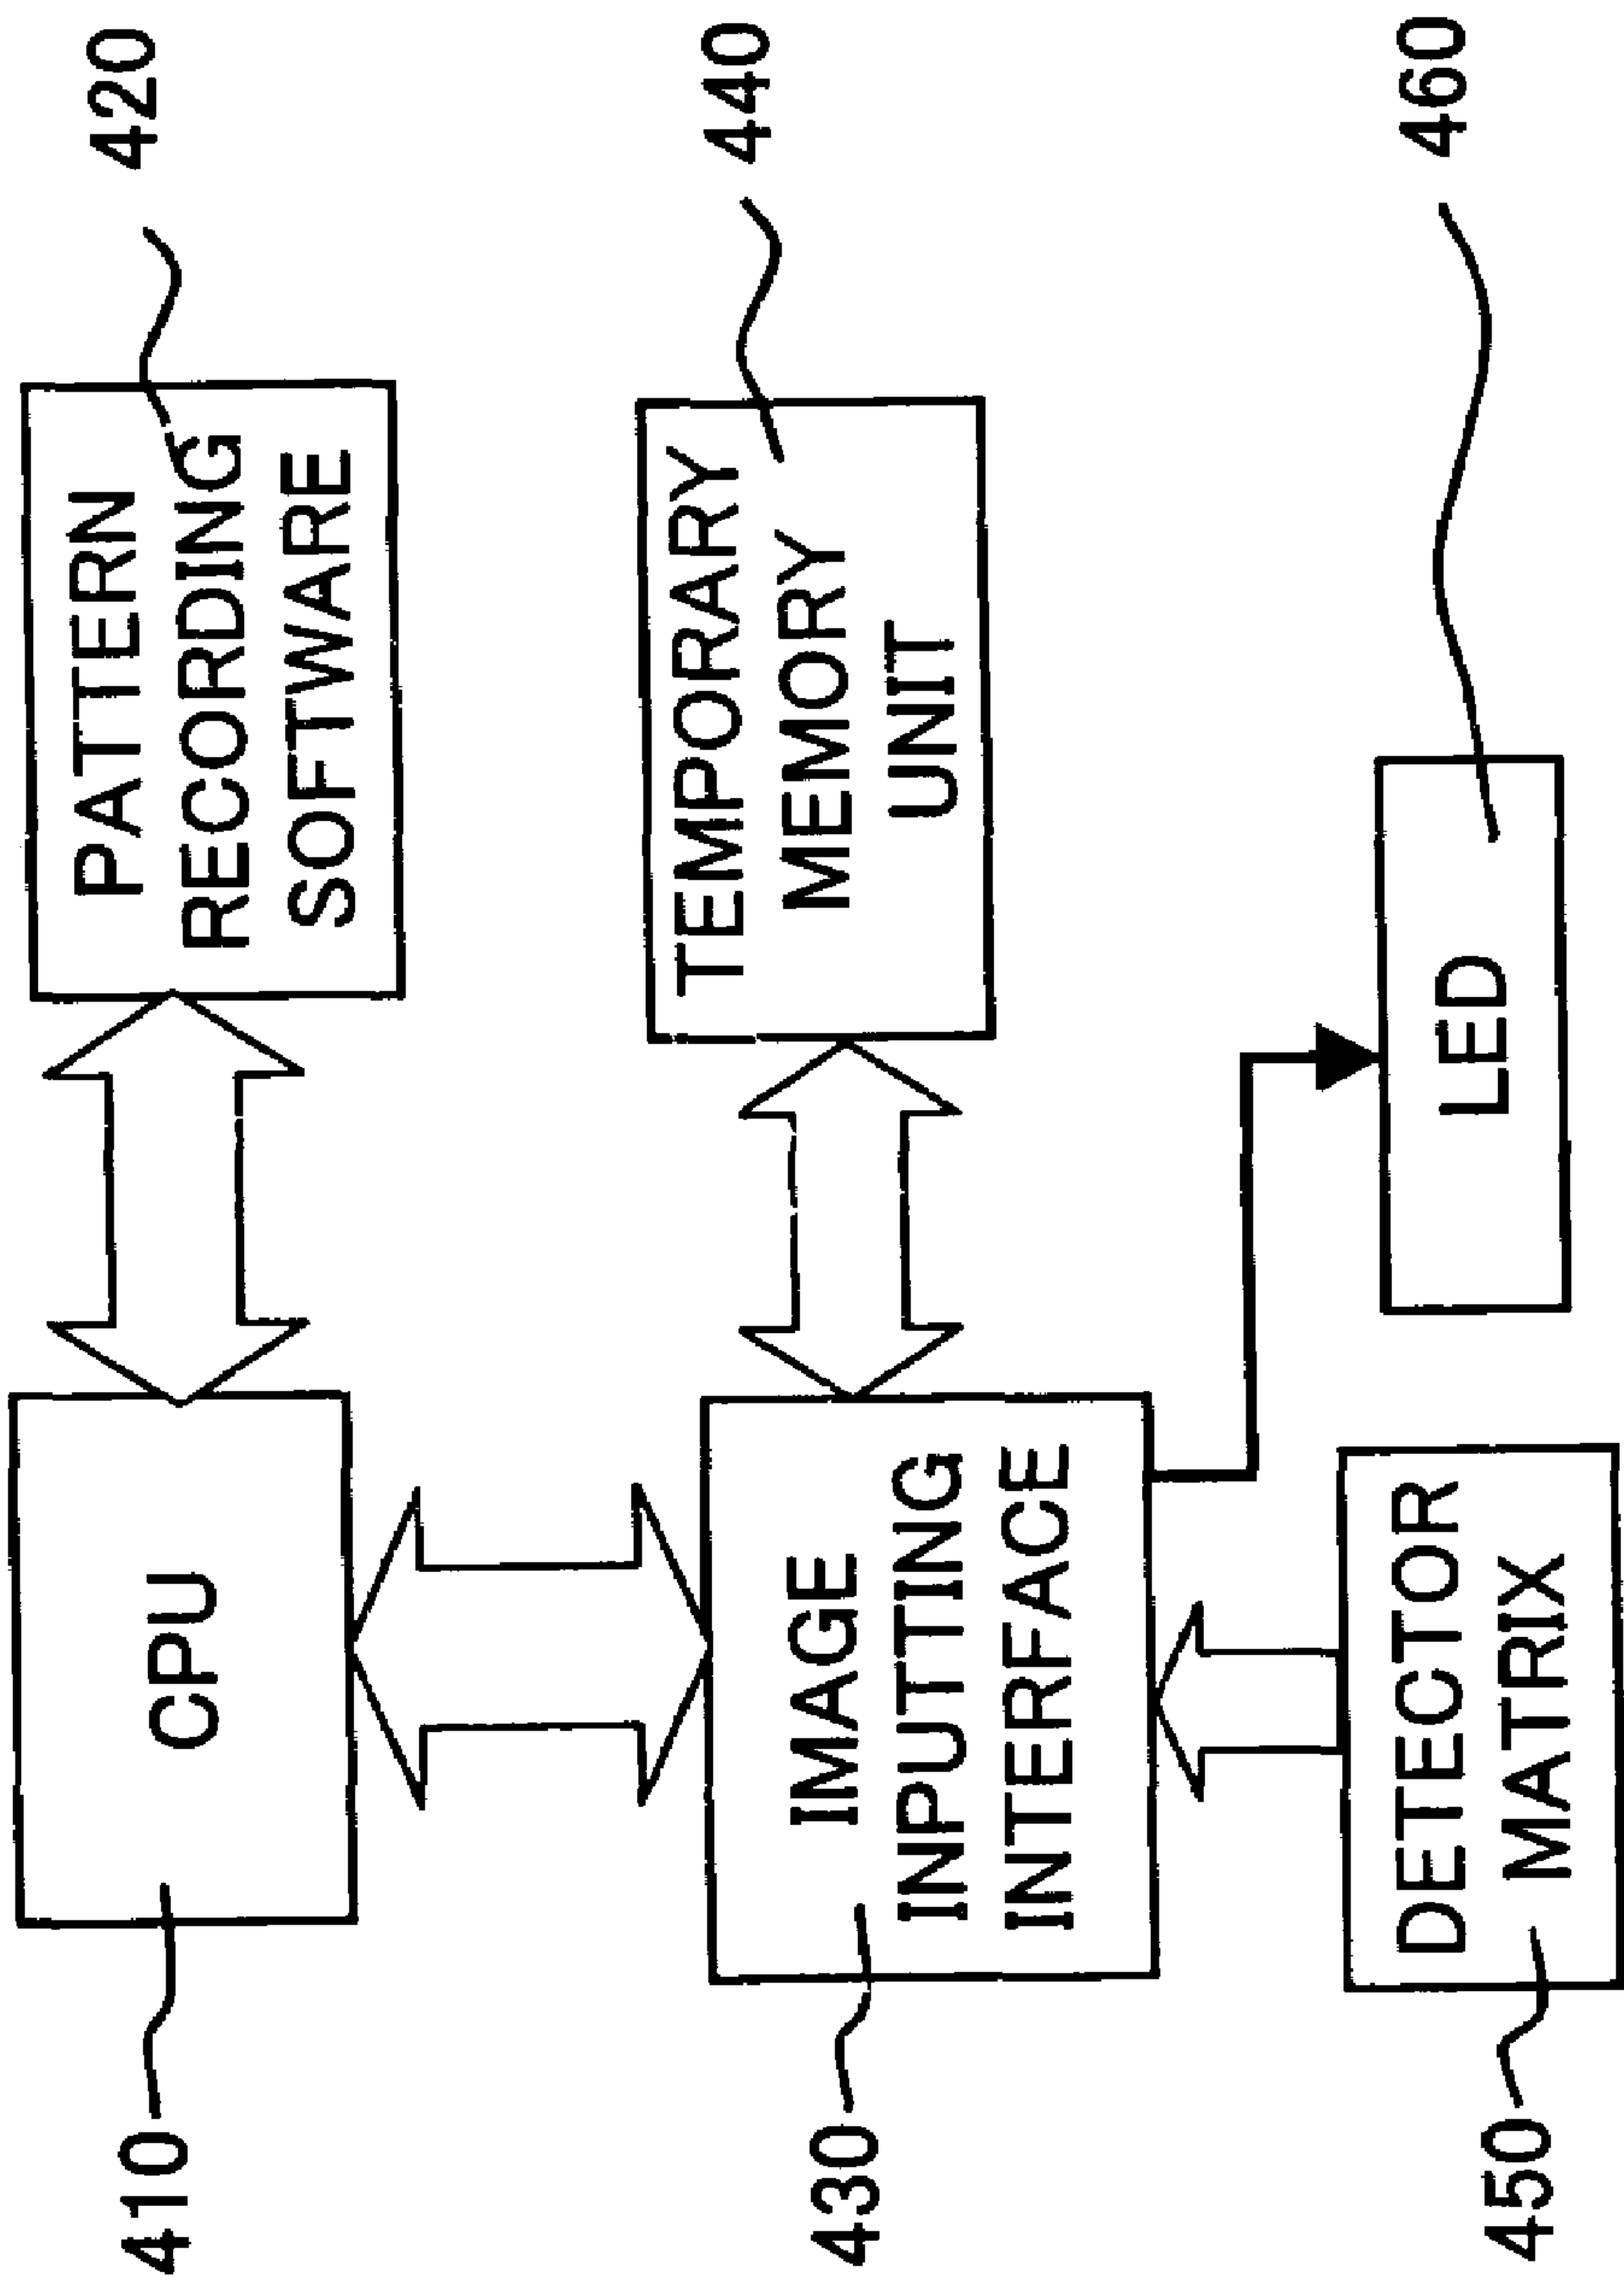 410
CPU
PATTERN
RECORDING
SOFTWARE
420
430
IMAGE
INPUTTING
INTERFACE
TEMPORARY
MEMORY
UNIT
440
450
DETECTOR
MATRIX
LED
460